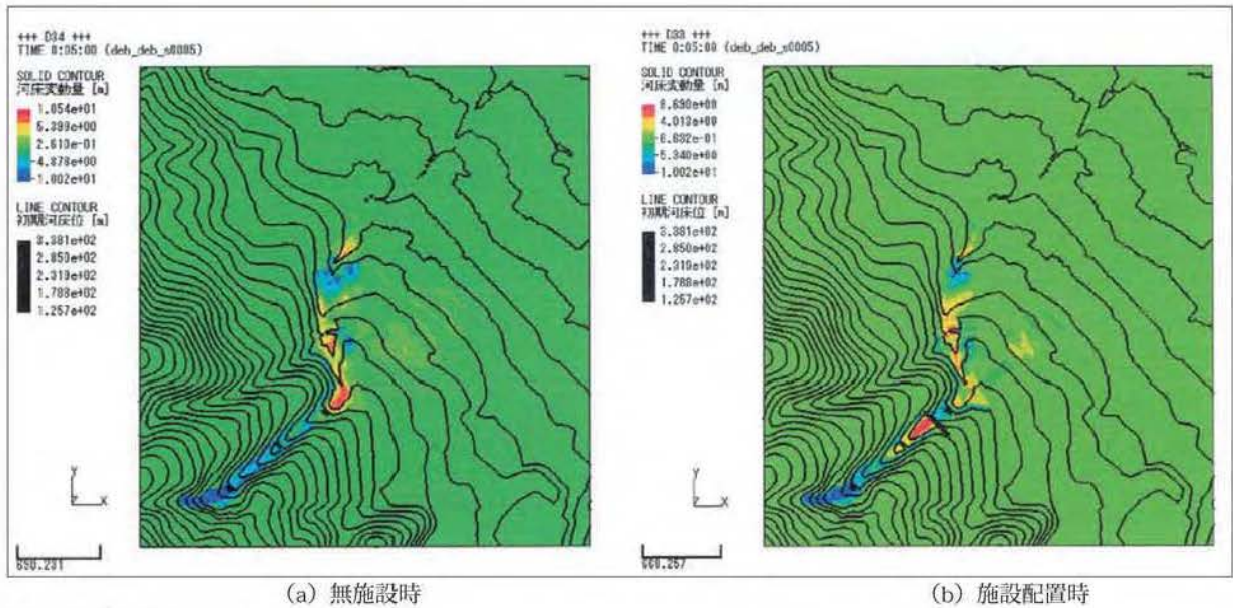 +++ D34 +++
TIME 0:05:00 (deb_deb_s0005)
SOLID CONTOUR
河床変動量 [m]
1.054e+01
5.399e+00
2.610e-01
-4.878e+00
-1.002e+01
LINE CONTOUR
初期河床位 [m]
3.381e+02
2.850e+02
2.319e+02
1.788e+02
1.257e+02
Y
Z X
(a) 無施設時
+++ D33 +++
TIME 0:05:00 (deb_deb_s0005)
SOLID CONTOUR
河床変動量 [m]
8.690e+00
4.013e+00
-5.340e+00
-1.002e+01
LINE CONTOUR
初期河床位 [m]
3.381e+02
2.850e+02
2.319e+02
1.788e+02
1.257e+02
Y
Z X
(b) 施設配置時